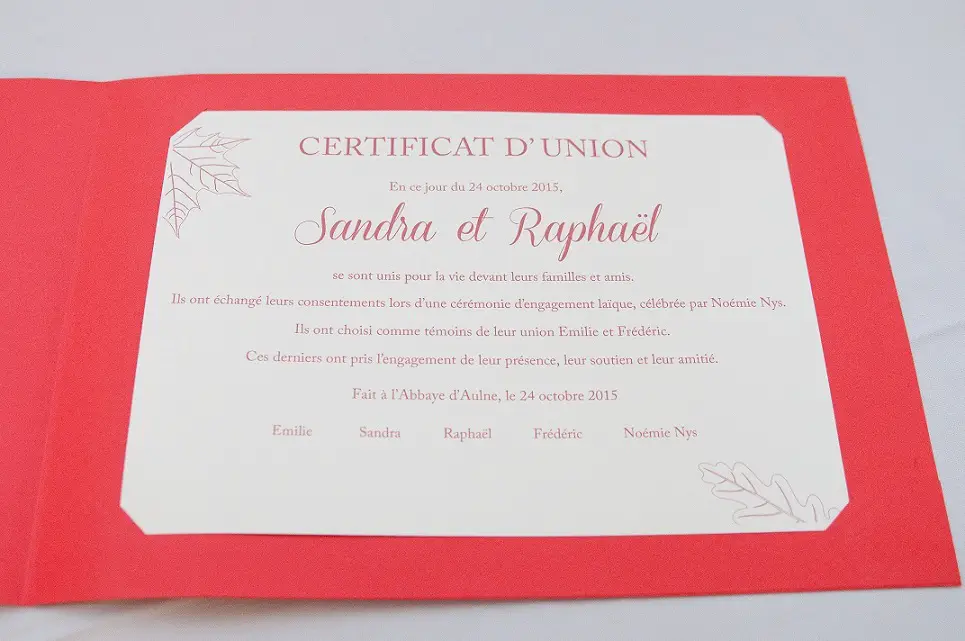 CERTIFICAT D'UNION
En ce jour du 24 octobre 2015,
Sandra et Raphaël
se sont unis pour la vie devant leurs familles et amis.
Ils ont échangé leurs consentements lors d'une cérémonie d'engagement laïque, célébrée par Noémie Nys.
Ils ont choisi comme témoins de leur union Emilie et Frédéric.
Ces derniers ont pris l'engagement de leur présence, leur soutien et leur amitié.
Fait à l'Abbaye d'Aulne, le 24 octobre 2015
Emilie Sandra Raphaël Frédéric Noémie Nys